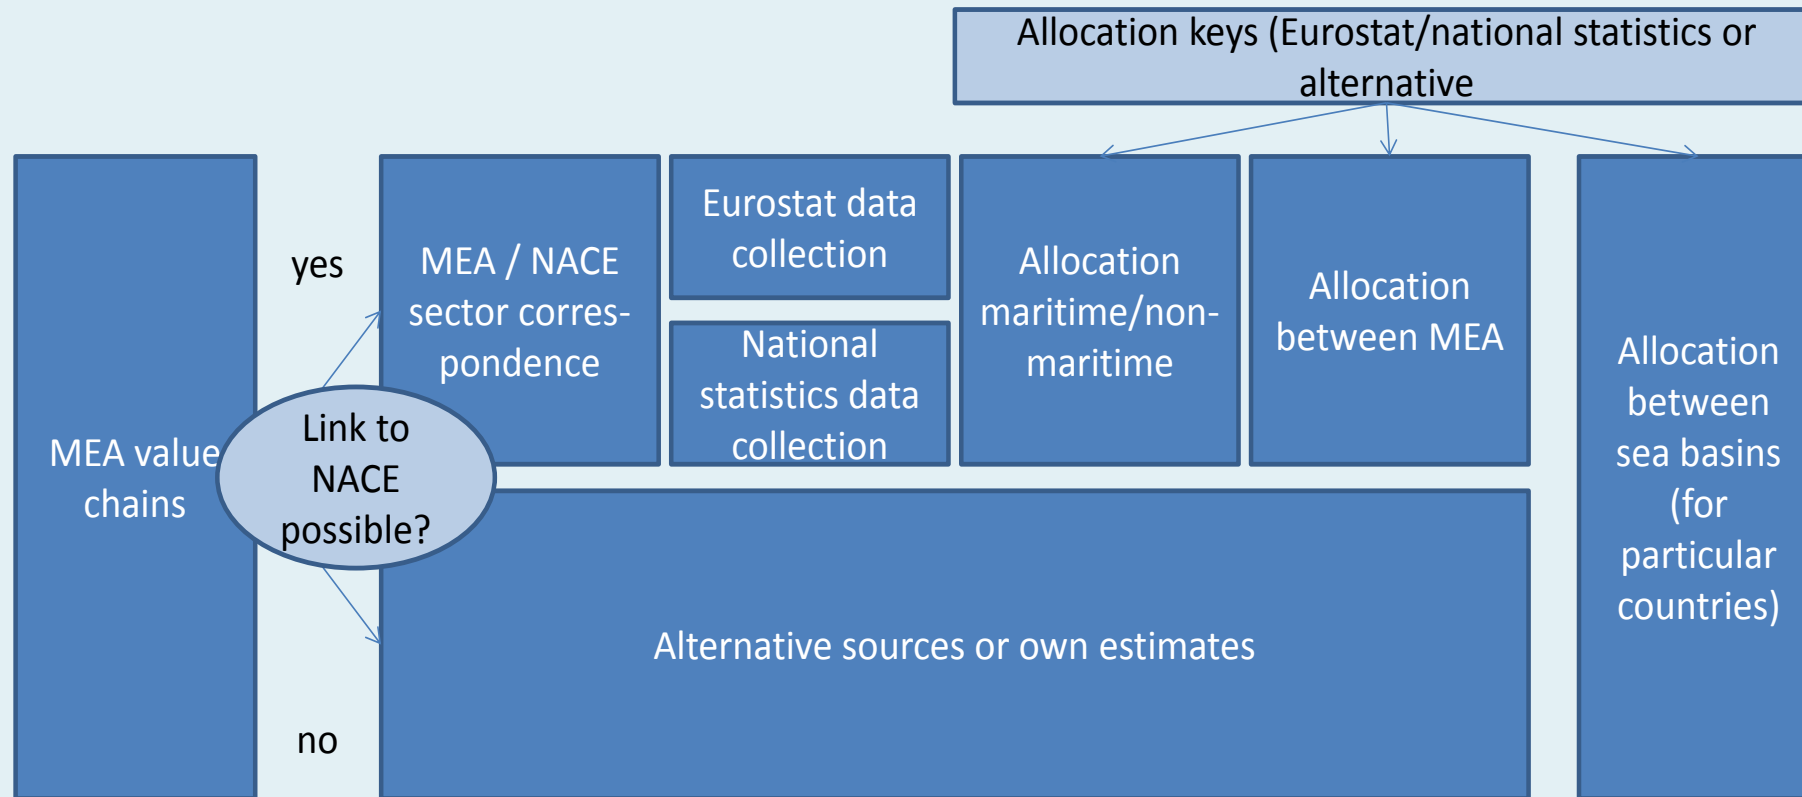 Allocation keys (Eurostat/national statistics or
alternative
MEA value
chains
yes
Link to
NACE
possible?
no
MEA / NACE
sector corres-
pondence
Eurostat data
collection
National
statistics data
collection
Allocation
maritime/non-
maritime
Allocation
between MEA
Allocation
between
sea basins
(for
particular
countries)
Alternative sources or own estimates